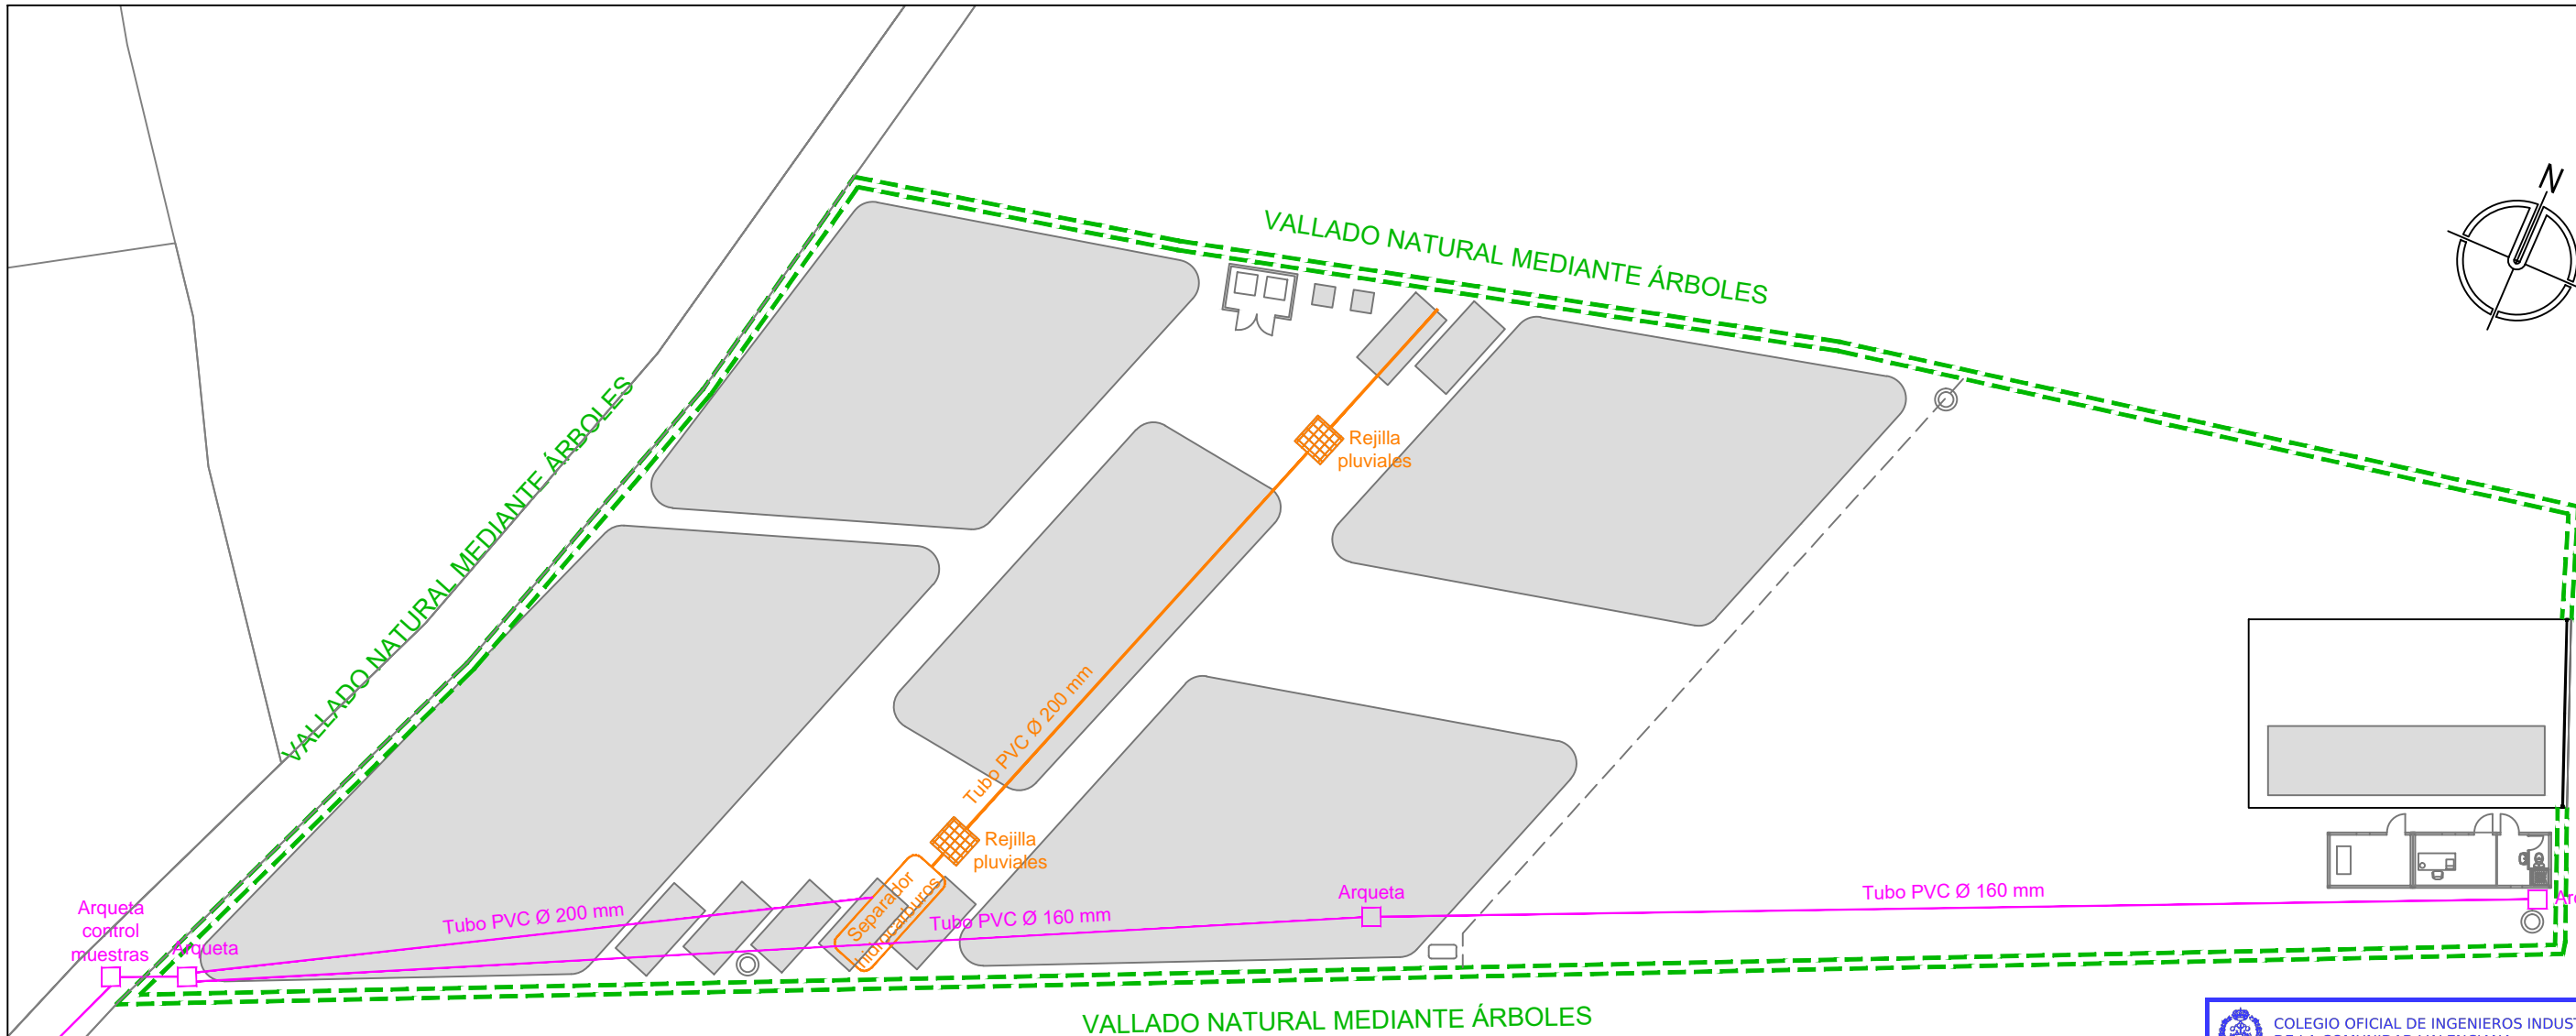 N
VALLADO NATURAL MEDIANTE ÁRBOLES
VALLADO NATURAL MEDIANTE ÁRBOLES
Rejilla
pluviales
Tubo PVC Ø 200 mm
Rejilla
pluviales
Separador
hidrocarburos
Arqueta
control
muestras
Arqueta
Tubo PVC Ø 200 mm
Tubo PVC Ø 160 mm
Arqueta
Tubo PVC Ø 160 mm
VALLADO NATURAL MEDIANTE ÁRBOLES
COLEGIO OFICIAL DE INGENIEROS